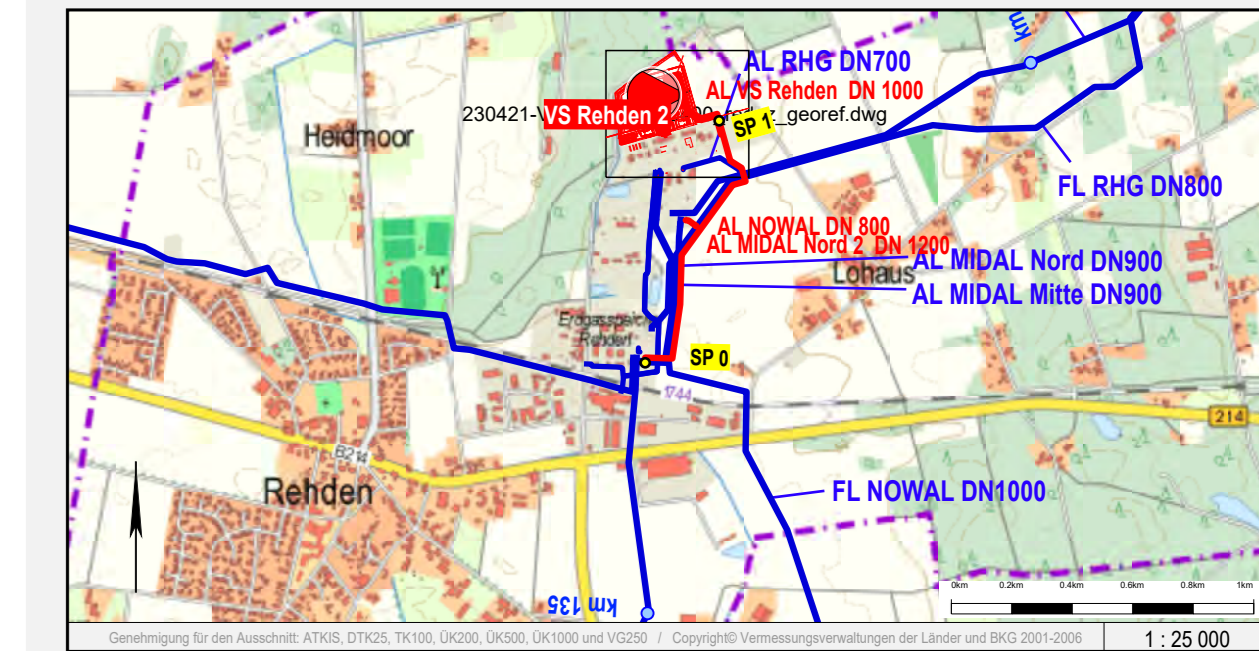 km
AL RHG DN700
AL VS Rehden DN 1000
230421-V
VS Rehden 2
_georef.dwg
SP 1
Heidmoor
FL RHG DN800
AL NOWAL DN 800
AL MIDAL Nord 2 DN 1200
AL MIDAL Nord DN900
Lohaus
AL MIDAL Mitte DN900
Rehden
SP 0
1744
214
B214
Rehden
FL NOWAL DN1000
km 135
0km 0.2km 0.4km 0.6km 0.8km 1km
Genehmigung für den Ausschnitt: ATKIS, DTK25, TK100, ÜK200, ÜK500, ÜK1000 und VG250 / Copyright© Vermessungsverwaltungen der Länder und BKG 2001-2006
1 : 25 000